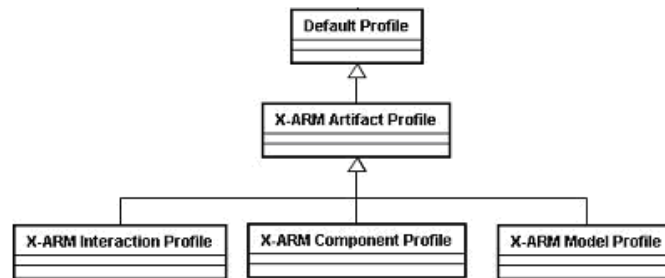 Default Profile
X-ARM Artifact Profile
X-ARM Interaction Profile
X-ARM Component Profile
X-ARM Model Profile